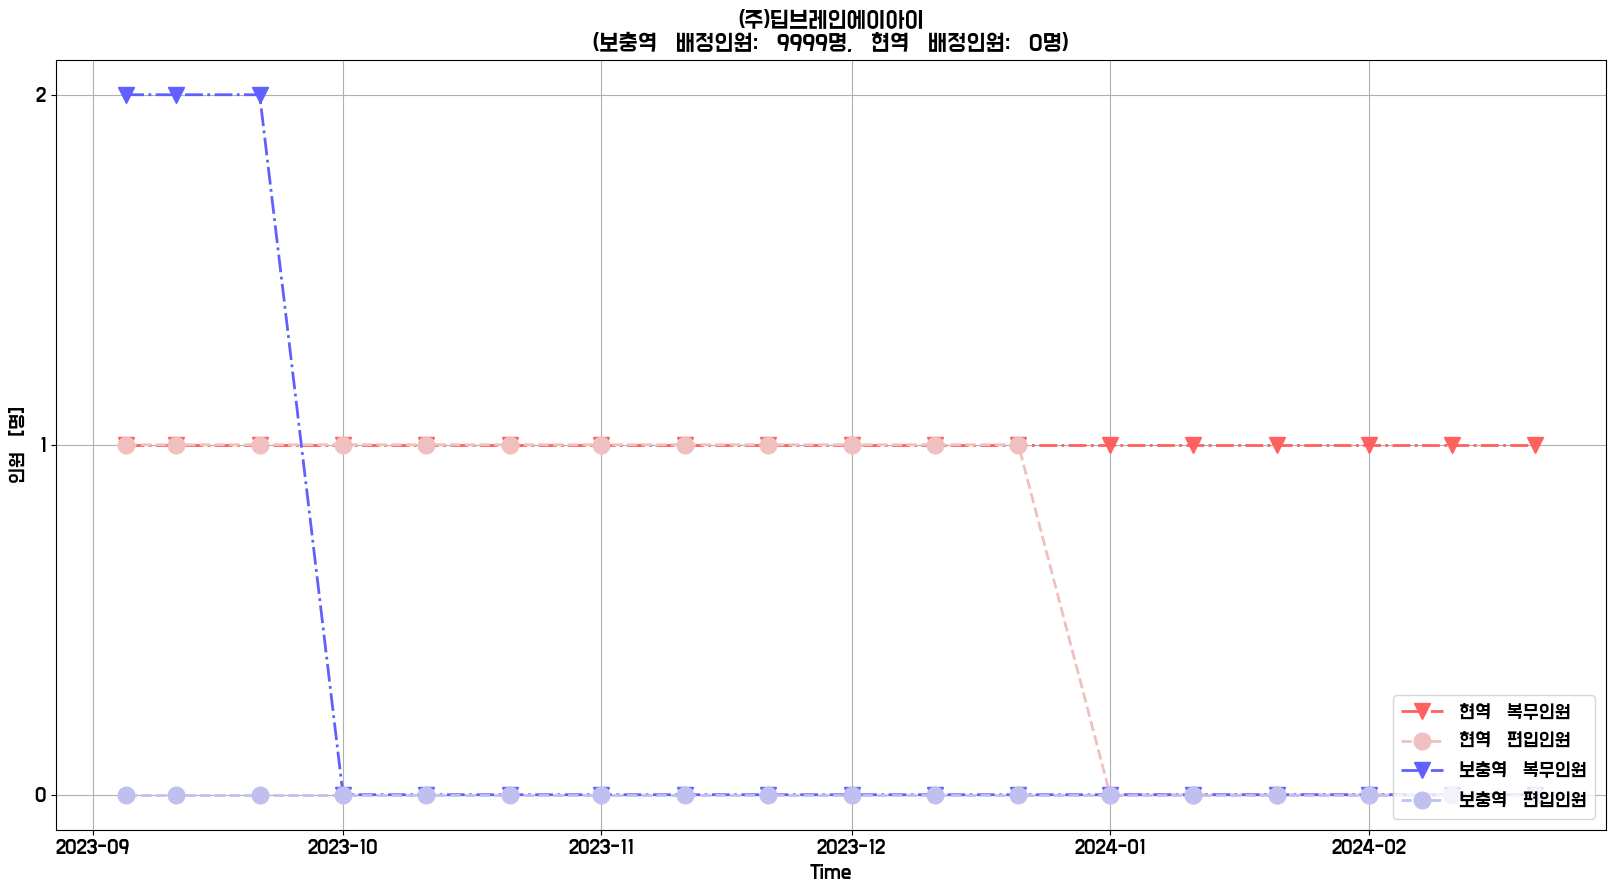 (주)딥브레인에이아이
(보충역 배정인원: 9999명, 현역 배정인원: 0명)
인원 [명]
2
1
0
2023-09
2023-10
2023-11
2023-12
2024-01
2024-02
Time
현역 복무인원
현역 편입인원
보충역 복무인원
보충역 편입인원